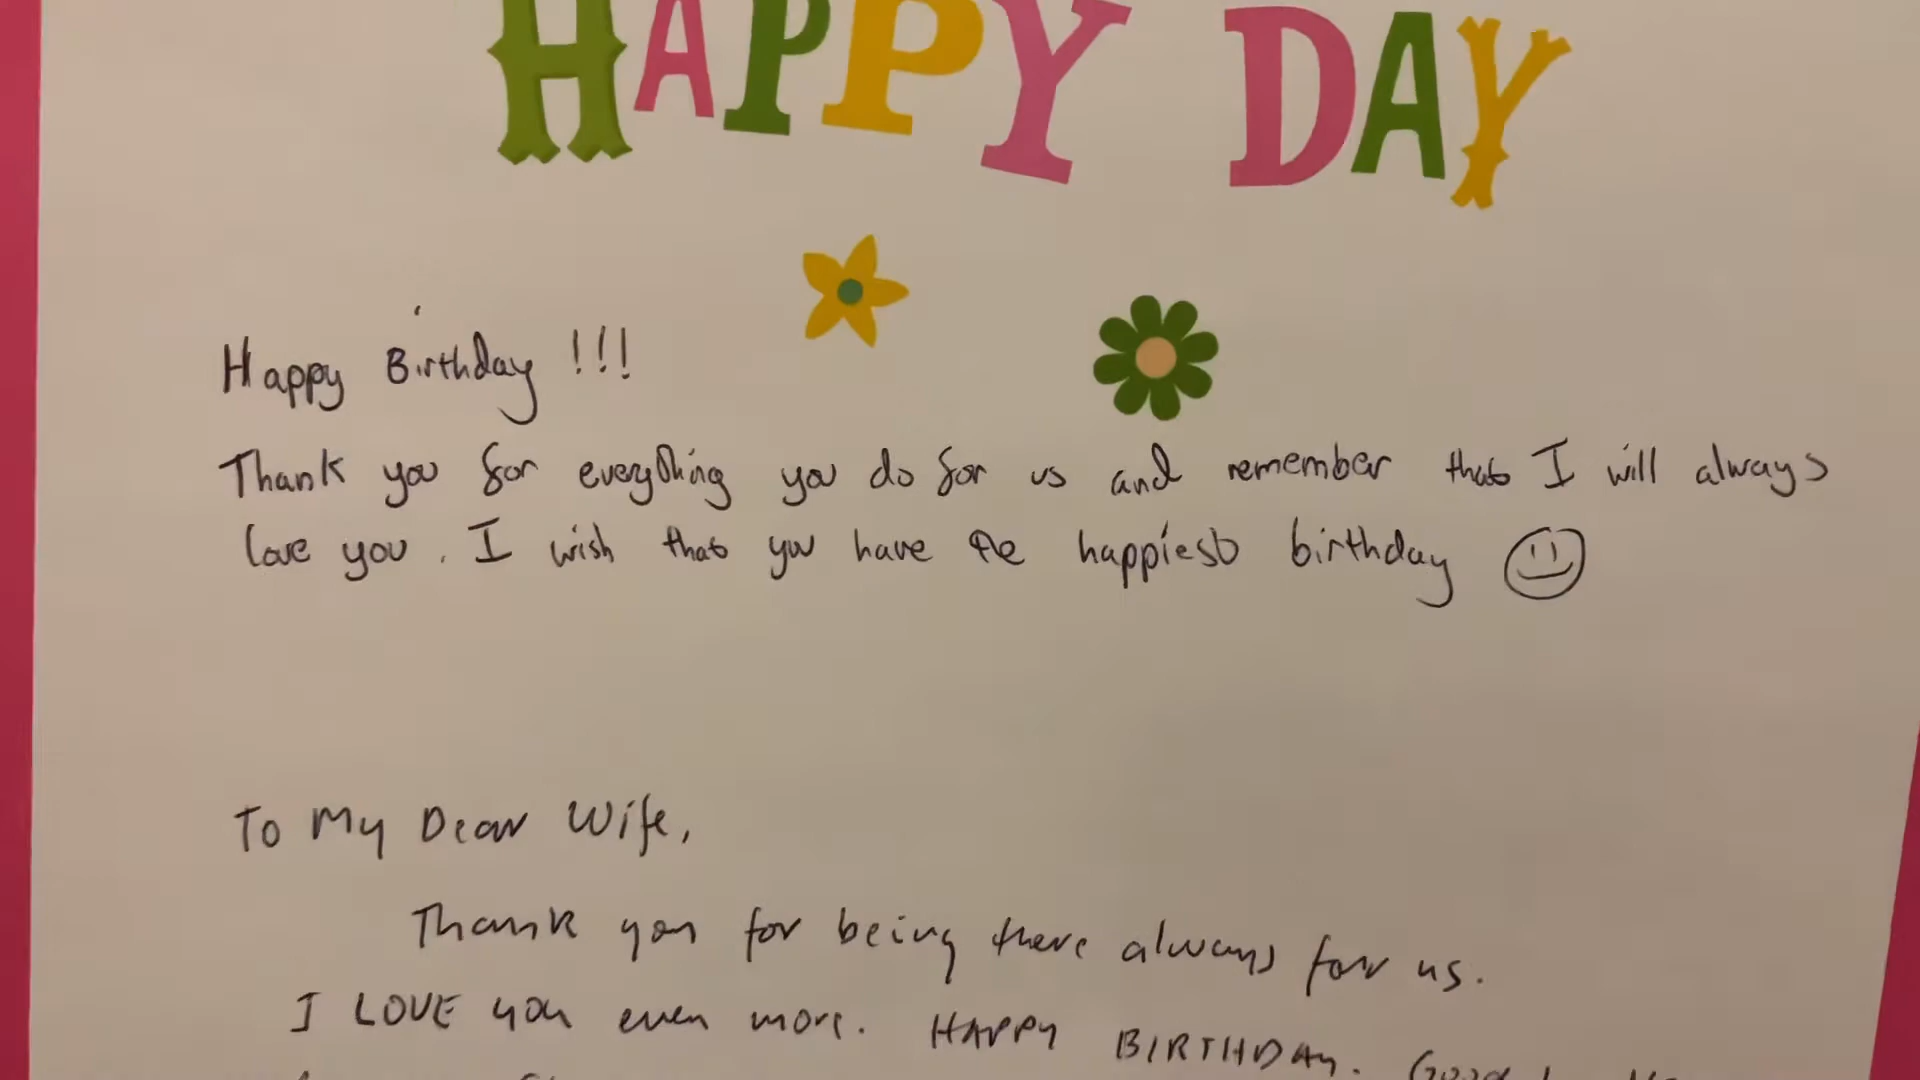 HAPPY DAY
Happy Birthday !!!
Thank you for everything you do for us and remember that I will always
love you. I wish that you have the happiest birthday
To My Dear Wife,
Thank you for being there always for us.
I LOVE you even more. HAPPY BIRTHDAY. Good